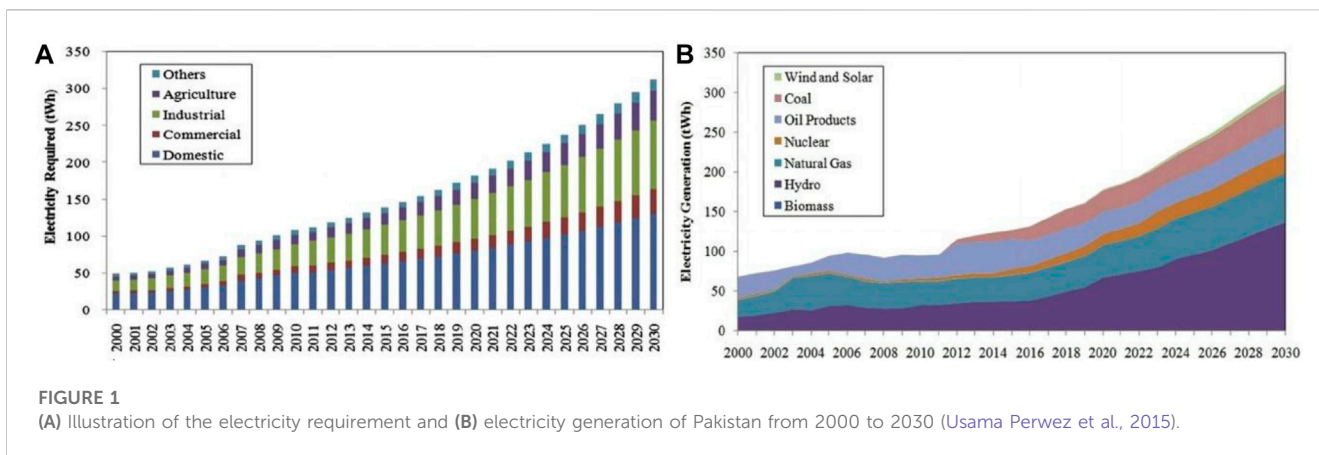 A
Electricity Required (tWh)
350
300
250
200
150
100
50
0
Others
Agriculture
Industrial
Commercial
Domestic
2000
2001
2002
2003
2004
2005
2006
2007
2008
2009
2010
2011
2012
2013
2014
2015
2016
2017
2018
2019
2020
2021
2022
2023
2024
2025
2026
2027
2028
2029
2030
B
Electricity Generation (tWh)
350
300
250
200
150
100
50
0
Wind and Solar
Coal
Oil Products
Nuclear
Natural Gas
Hydro
Biomass
2000 2002 2004 2006 2008 2010 2012 2014 2016 2018 2020 2022 2024 2026 2028 2030
FIGURE 1
(A) Illustration of the electricity requirement and (B) electricity generation of Pakistan from 2000 to 2030 (Usama Perwez et al., 2015).